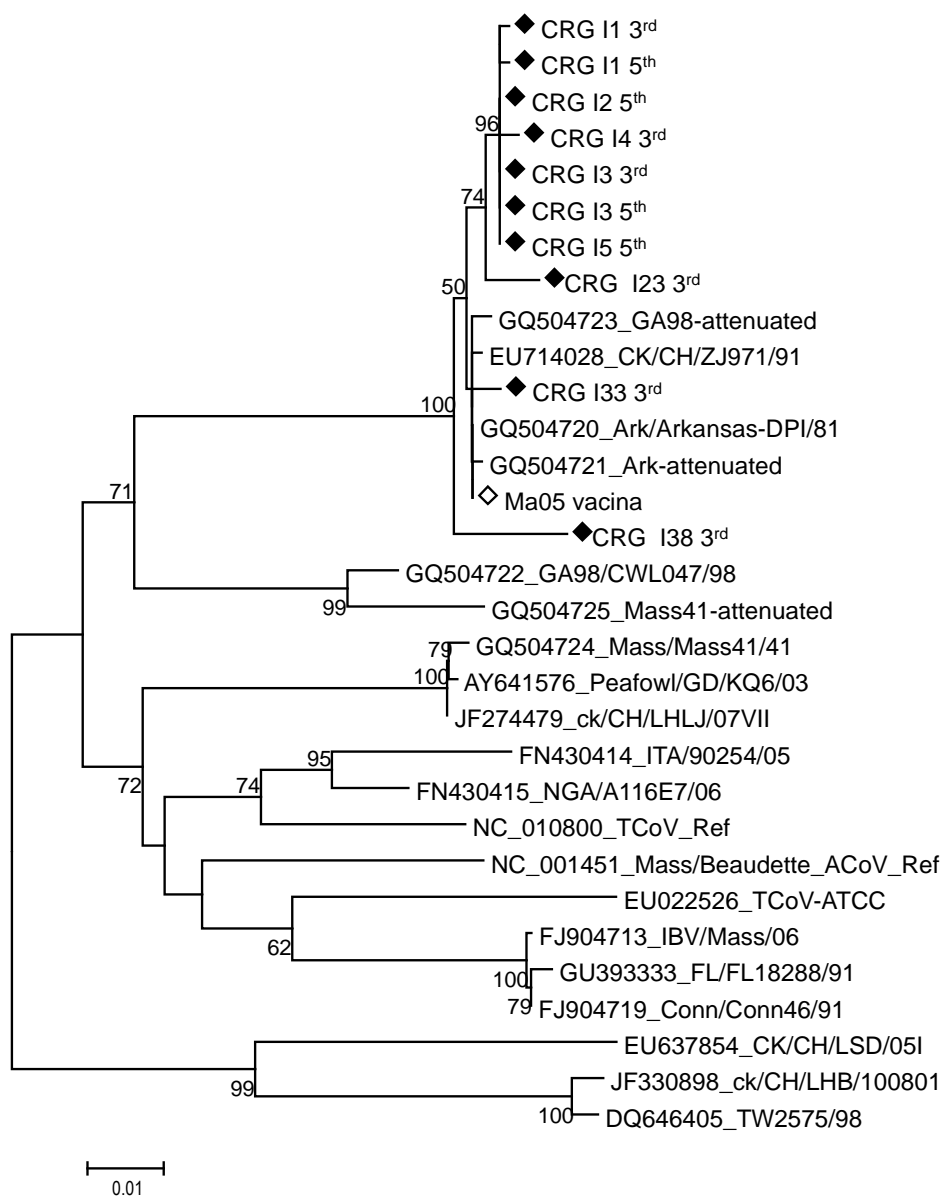 CRG I1 3rd
CRG I1 5th
CRG I2 5th
96
CRG I4 3rd
CRG I3 3rd
74
CRG I3 5th
CRG I5 5th
CRG I23 3rd
50
GQ504723_GA98-attenuated
EU714028_CK/CH/ZJ971/91
CRG I33 3rd
100
GQ504720_Ark/Arkansas-DPI/81
GQ504721_Ark-attenuated
71
Ma05 vacina
CRG I38 3rd
GQ504722_GA98/CWL047/98
99
GQ504725_Mass41-attenuated
79
GQ504724_Mass/Mass41/41
100
AY641576_Peafowl/GD/KQ6/03
JF274479_ck/CH/LHLJ/07VII
95
FN430414_ITA/90254/05
72
74
FN430415_NGA/A116E7/06
NC_010800_TCoV_Ref
NC_001451_Mass/Beaudette_ACoV_Ref
EU022526_TCoV-ATCC
62
FJ904713_IBV/Mass/06
100
GU393333_FL/FL18288/91
79
FJ904719_Conn/Conn46/91
EU637854_CK/CH/LSD/05I
99
JF330898_ck/CH/LHB/100801
100
DQ646405_TW2575/98
0.01